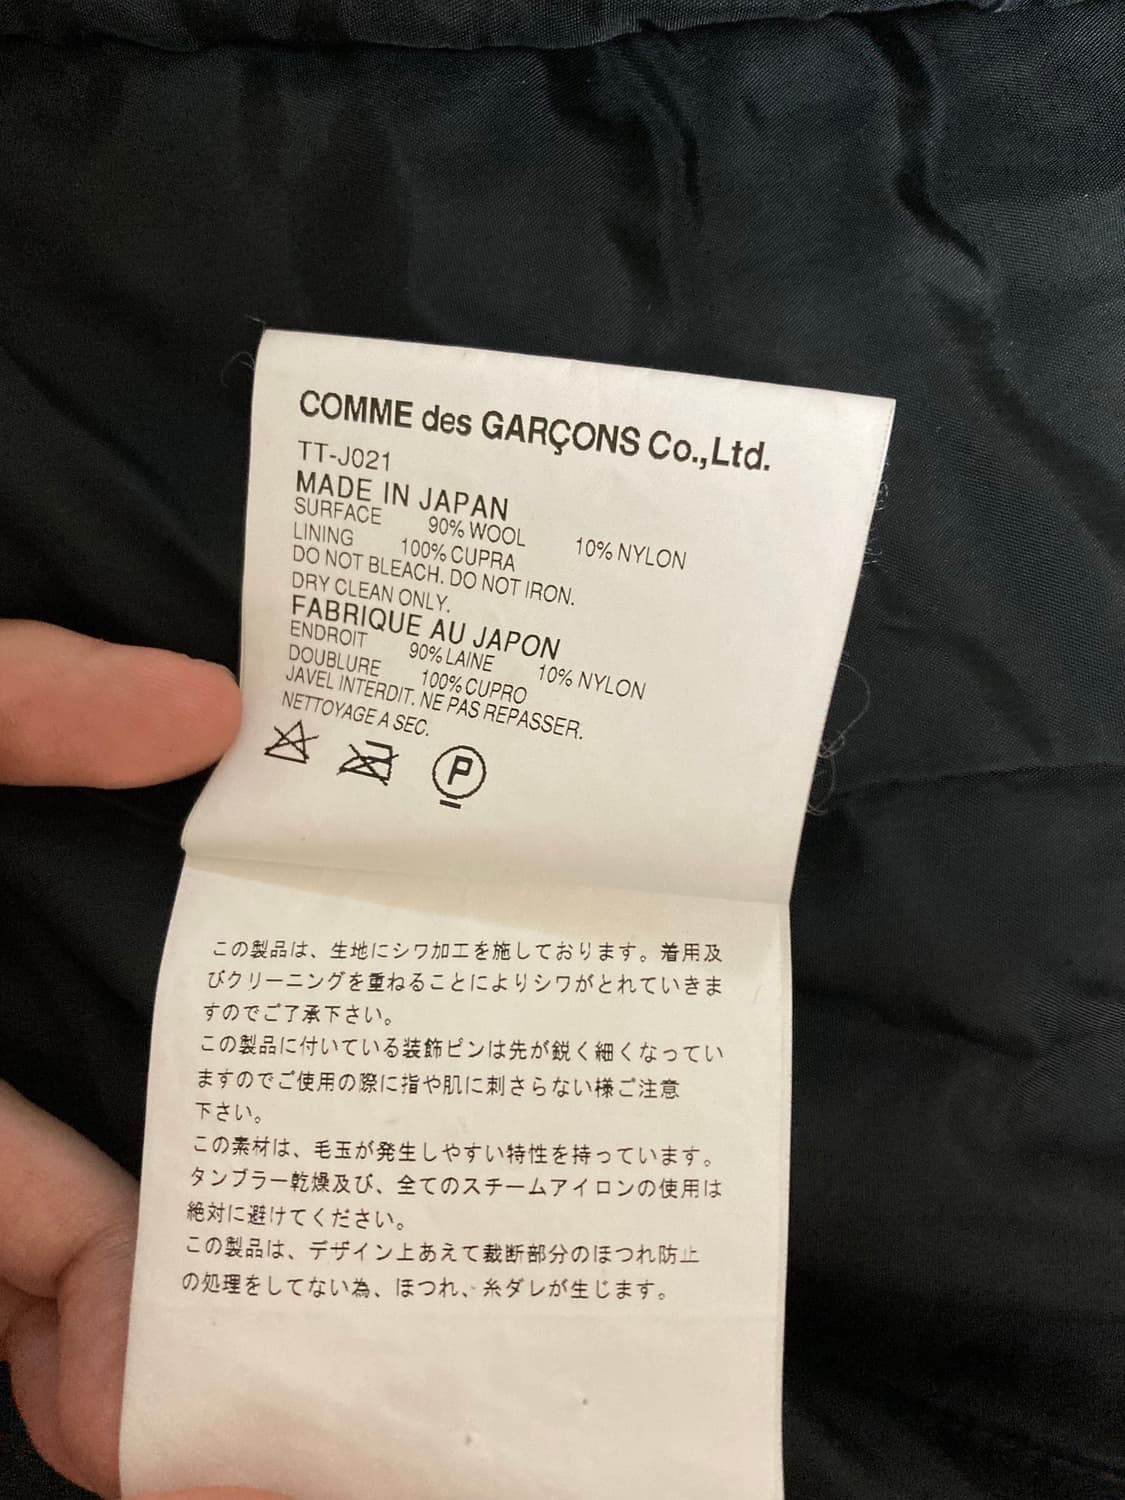 COMME des GARÇONS Co.,Ltd.
TT-J021
MADE IN JAPAN
SURFACE 90% WOOL 10% NYLON
LINING 100% CUPRA
DO NOT BLEACH. DO NOT IRON.
DRY CLEAN ONLY.
FABRIQUE AU JAPON
ENDROIT 90% LAINE 10% NYLON
DOUBLURE 100% CUPRO
JAVEL INTERDIT. NE PAS REPASSER.
NETTOYAGE A SEC.
P
この製品は、生地にシワ加工を施しております。着用及
びクリーニングを重ねることによりシワがとれていきま
すのでご了承下さい。
この製品に付いている装飾ピンは先が鋭く細くなってい
ますのでご使用の際に指や肌に刺さらない様ご注意
下さい。
この素材は、毛玉が発生しやすい特性を持っています。
タンブラー乾燥及び、全てのスチームアイロンの使用は
絶対に避けてください。
この製品は、デザイン上あえて裁断部分のほつれ防止
の処理をしてない為、ほつれ、糸ダレが生じます。